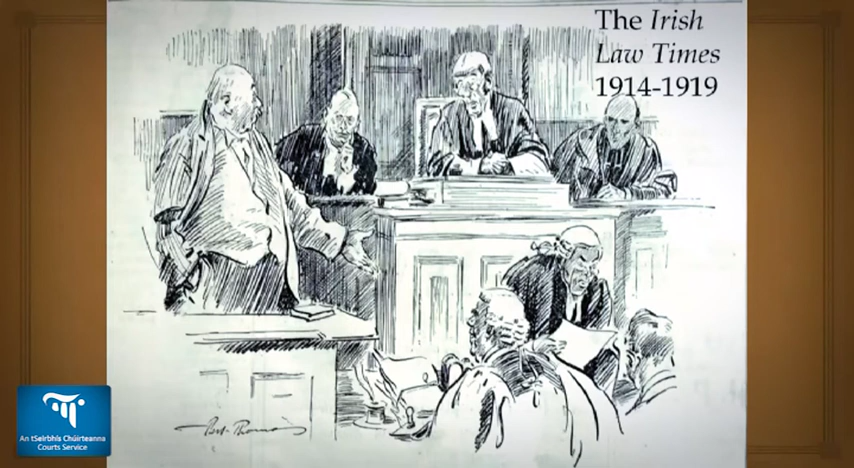 The Irish
Law Times
1914-1919
An tSeirbhís Chúirteanna
Courts Service